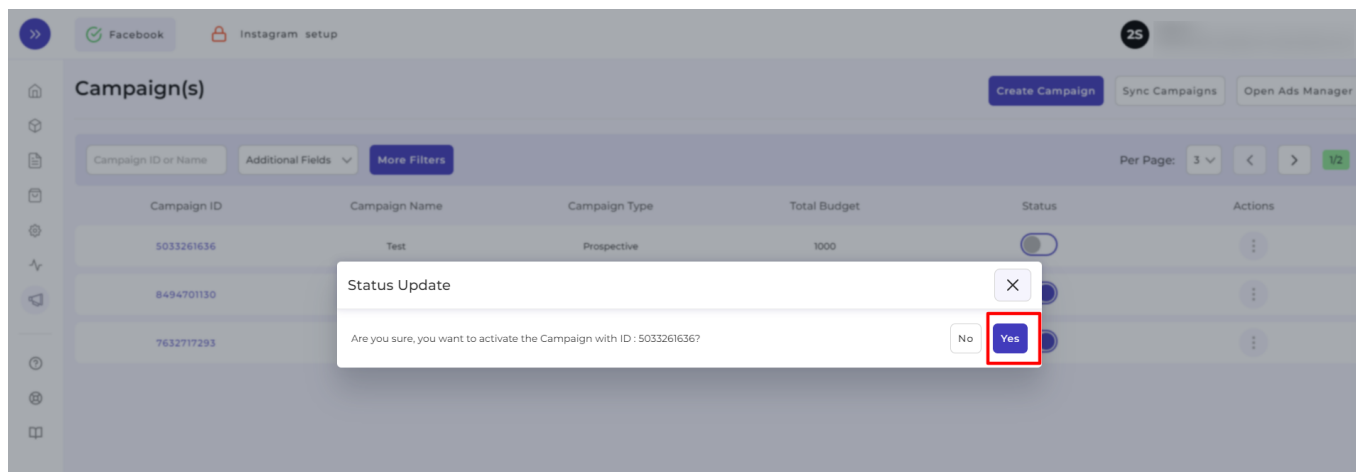 Facebook
Instagram setup
2S
Campaign(s)
Create Campaign
Sync Campaigns
Open Ads Manager
Campaign ID or Name
Additional Fields
More Filters
Per Page:
3
1/2
Campaign ID Campaign Name Campaign Type Total Budget Status Actions
5033261636 Test Prospective 1000
Status Update
8494701130
Are you sure, you want to activate the Campaign with ID : 5033261636?
No
Yes
7632717293